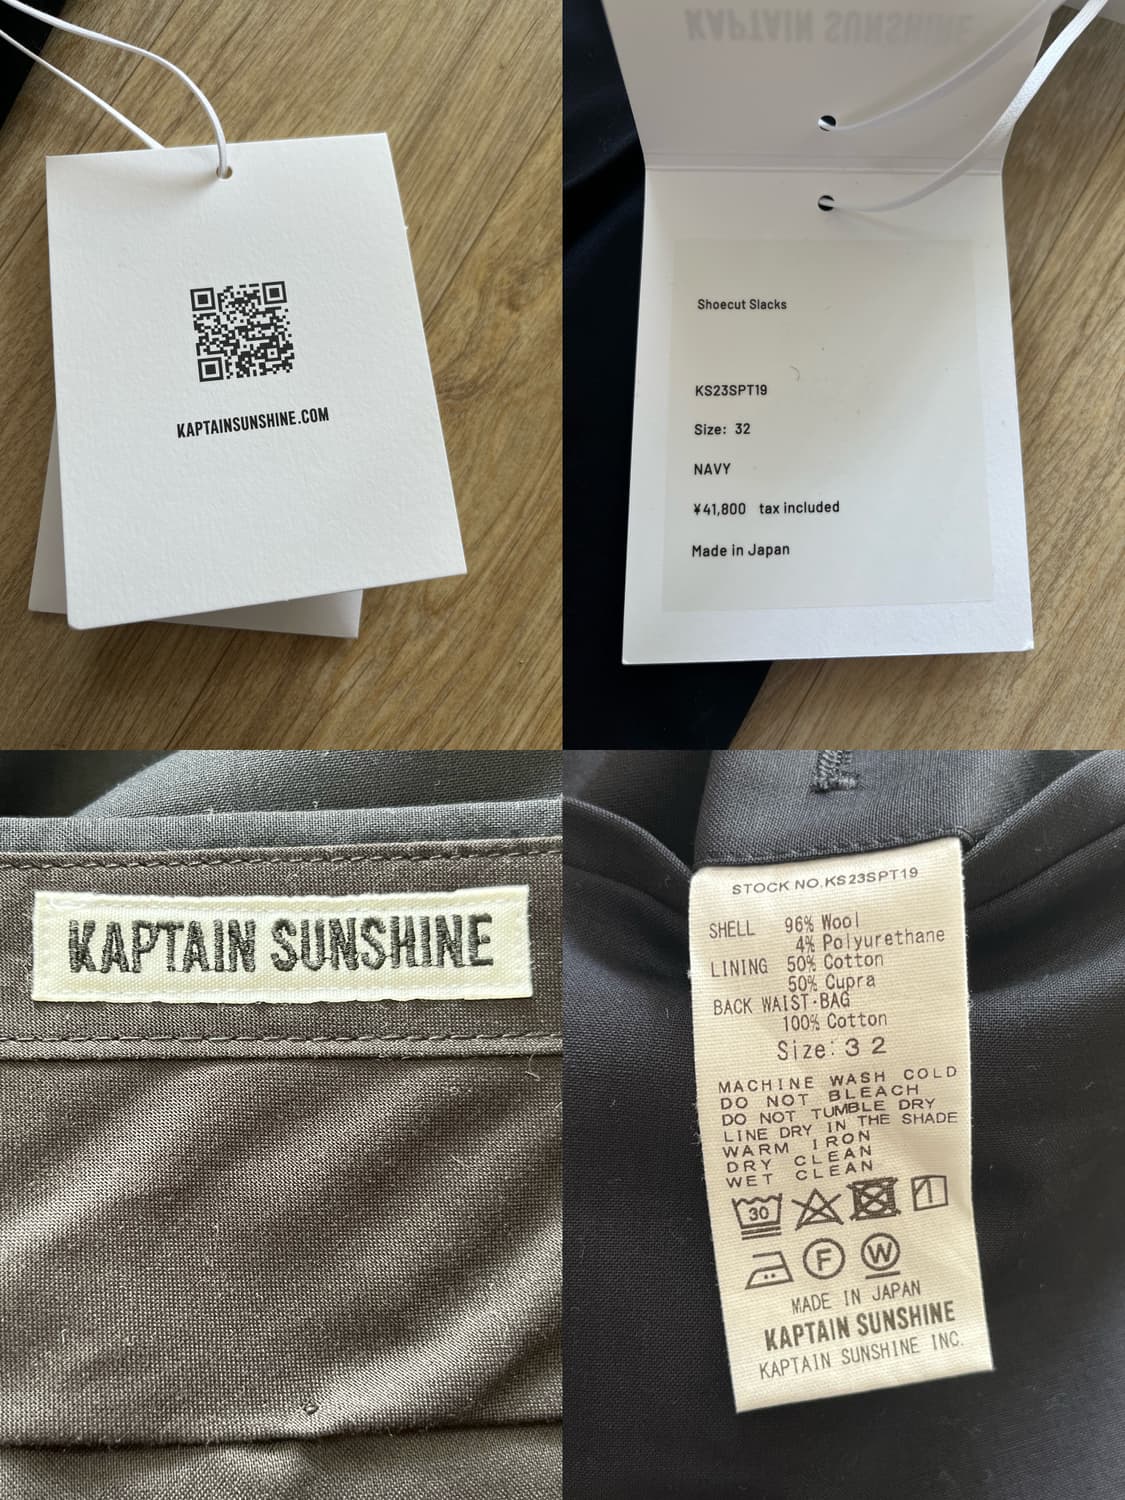 KAPTAINSUNSHINE.COM
KAPTAIN SUNSHINE
Shoecut Slacks
KS23SPT19
Size: 32
NAVY
¥41,800 tax included
Made in Japan
KAPTAIN SUNSHINE
STOCK NO.KS23SPT19
SHELL 96% Wool
4% Polyurethane
LINING 50% Cotton
50% Cupra
BACK WAIST·BAG
100% Cotton
Size:32
MACHINE WASH COLD
DO NOT BLEACH
DO NOT TUMBLE DRY
LINE DRY IN THE SHADE
WARM IRON
DRY CLEAN
WET CLEAN
30
F W
MADE IN JAPAN
KAPTAIN SUNSHINE
KAPTAIN SUNSHINE INC.